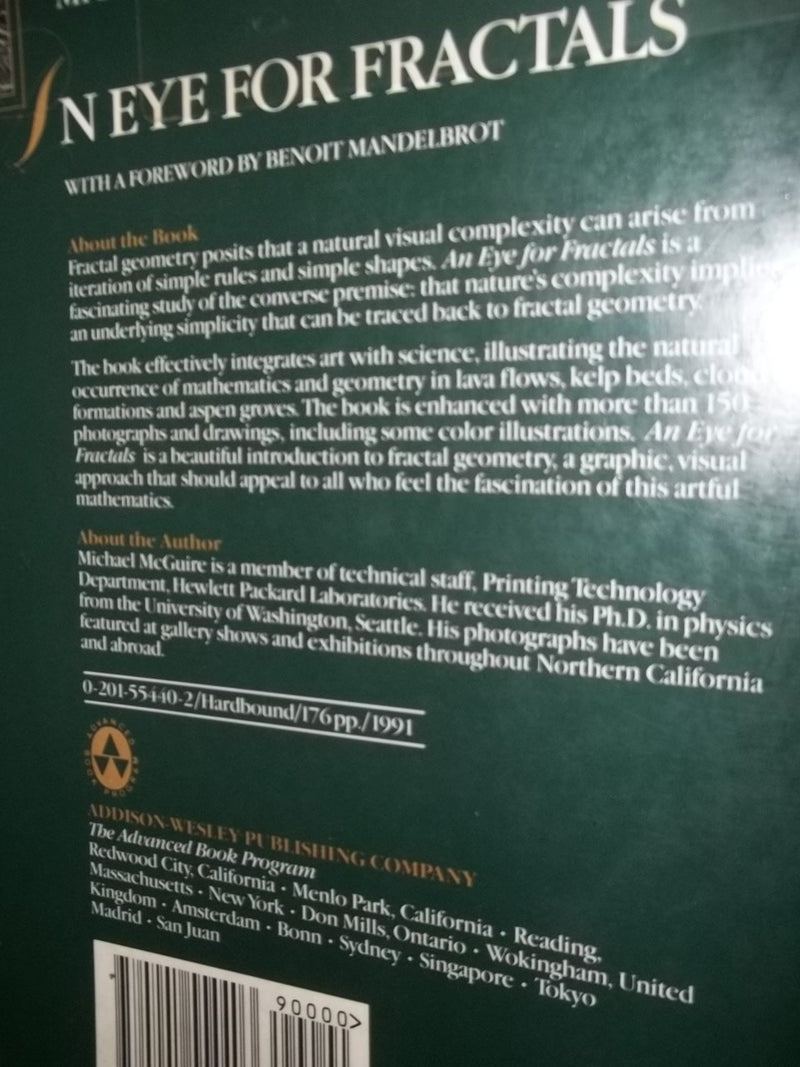 AN EYE FOR FRACTALS
WITH A FOREWORD BY BENOIT MANDELBROT
About the Book
Fractal geometry posits that a natural visual complexity can arise from
iteration of simple rules and simple shapes. An Eye for Fractals is a
fascinating study of the converse premise: that nature's complexity implies
an underlying simplicity that can be traced back to fractal geometry.
The book effectively integrates art with science, illustrating the natural
occurrence of mathematics and geometry in lava flows, kelp beds, cloud
formations and aspen groves. The book is enhanced with more than 150
photographs and drawings, including some color illustrations. An Eye for
Fractals is a beautiful introduction to fractal geometry, a graphic, visual
approach that should appeal to all who feel the fascination of this artful
mathematics.
About the Author
Michael McGuire is a member of technical staff, Printing Technology
Department, Hewlett Packard Laboratories. He received his Ph.D. in physics
from the University of Washington, Seattle. His photographs have been
featured at gallery shows and exhibitions throughout Northern California
and abroad.
0-201-55440-2/Hardbound/176 pp./1991
ADDISON-WESLEY PUBLISHING COMPANY
The Advanced Book Program
Redwood City, California · Menlo Park, California · Reading,
Massachusetts · New York · Don Mills, Ontario · Wokingham, United
Kingdom · Amsterdam · Bonn · Sydney · Singapore · Tokyo
Madrid · San Juan
90000>